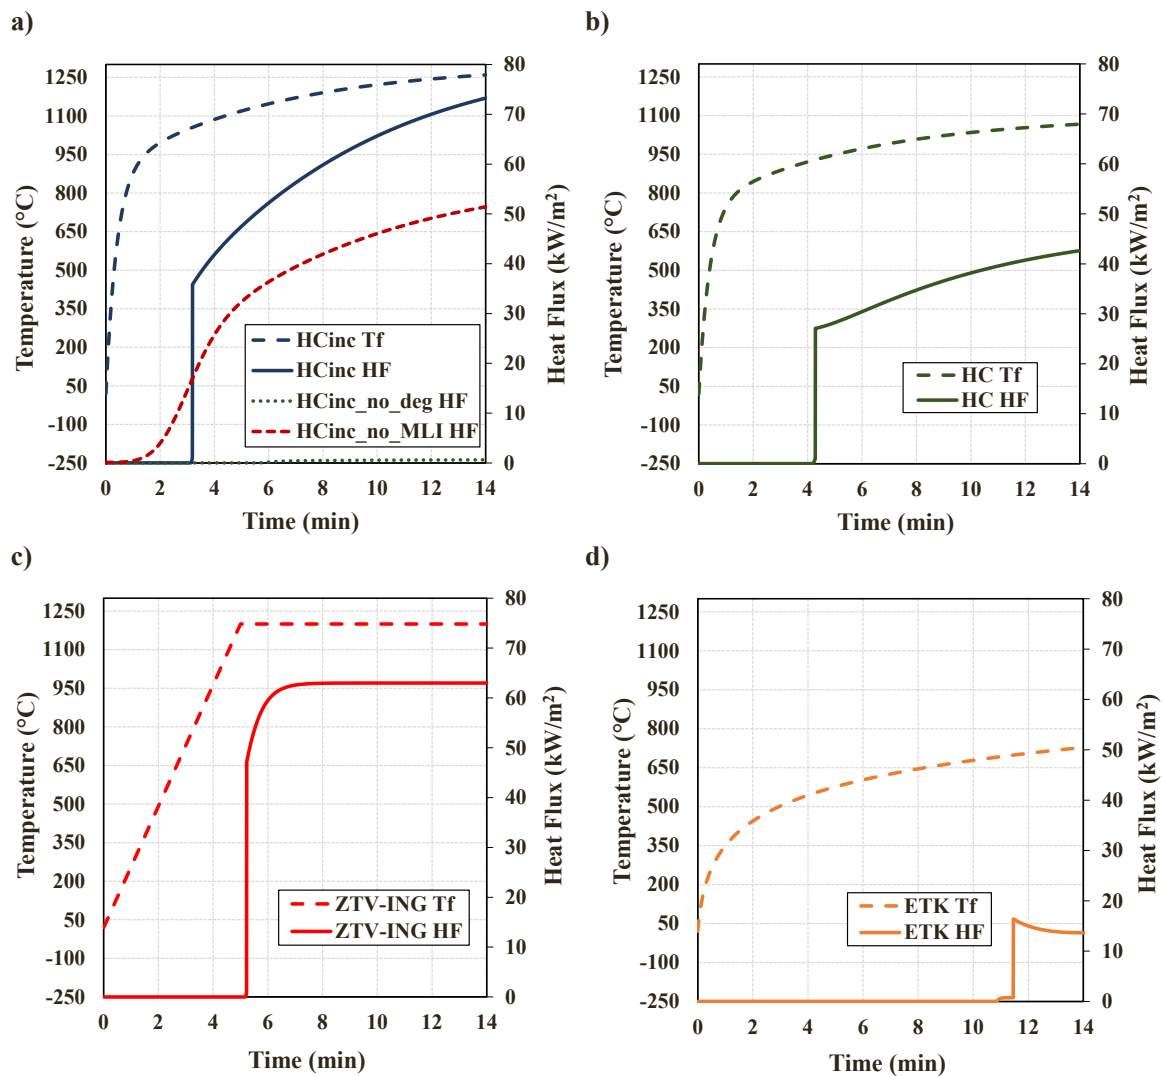 a)
1250
1100
950
800
650
500
350
200
50
-100
-250
Temperature (°C)
80
70
60
50
40
30
20
10
0
Heat Flux (kW/m²)
HCinc Tf
HCinc HF
HCinc_no_deg HF
HCinc_no_MLI HF
0 2 4 6 8 10 12 14
Time (min)
b)
1250
1100
950
800
650
500
350
200
50
-100
-250
Temperature (°C)
80
70
60
50
40
30
20
10
0
Heat Flux (kW/m²)
HC Tf
HC HF
0 2 4 6 8 10 12 14
Time (min)
c)
1250
1100
950
800
650
500
350
200
50
-100
-250
Temperature (°C)
80
70
60
50
40
30
20
10
0
Heat Flux (kW/m²)
ZTV-ING Tf
ZTV-ING HF
0 2 4 6 8 10 12 14
Time (min)
d)
1250
1100
950
800
650
500
350
200
50
-100
-250
Temperature (°C)
80
70
60
50
40
30
20
10
0
Heat Flux (kW/m²)
ETK Tf
ETK HF
0 2 4 6 8 10 12 14
Time (min)